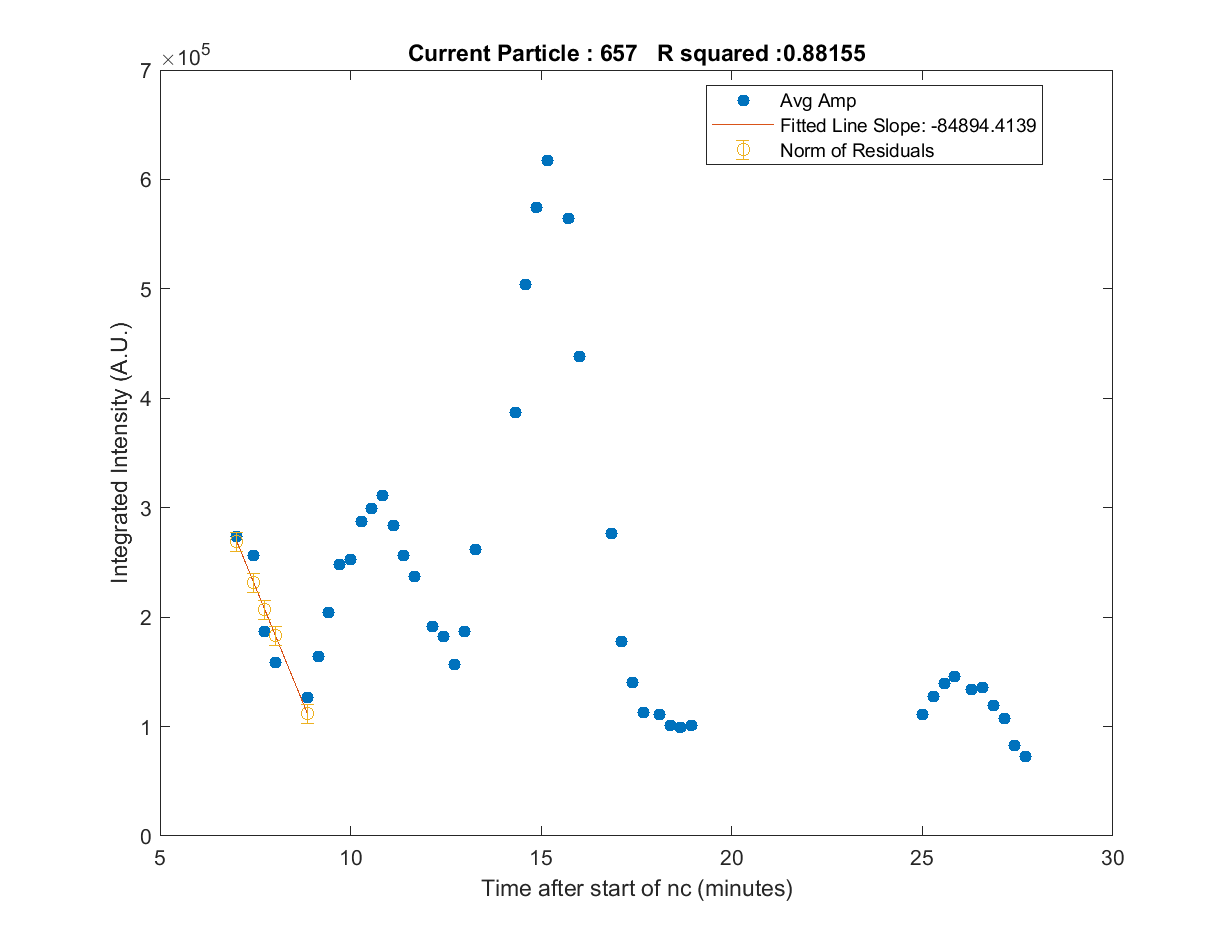 Current Particle : 657   R squared :0.88155
×10^5
7
6
5
4
3
2
1
0
5
10
15
20
25
30
Integrated Intensity (A.U.)
Time after start of nc (minutes)
Avg Amp
Fitted Line Slope: -84894.4139
Norm of Residuals